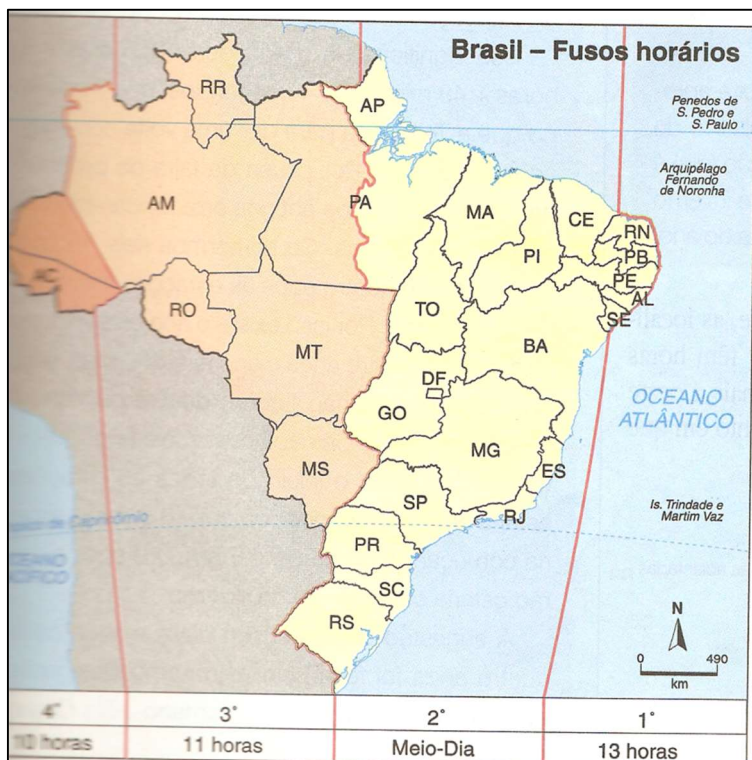 Brasil – Fusos horários
RR
AP
Penedos de
S. Pedro e
S. Paulo
Arquipélago
Fernando
de Noronha
AM
PA
MA
CE
RN
PB
PI
PE
AL
SE
AC
RO
TO
MT
BA
DF
GO
OCEANO
ATLÂNTICO
MG
MS
ES
SP
RJ
Is. Trindade e
Martim Vaz
de Capricórnio
PR
OCEANO
SC
RS
N
0 490
km
4° 3° 2° 1°
10 horas 11 horas Meio-Dia 13 horas